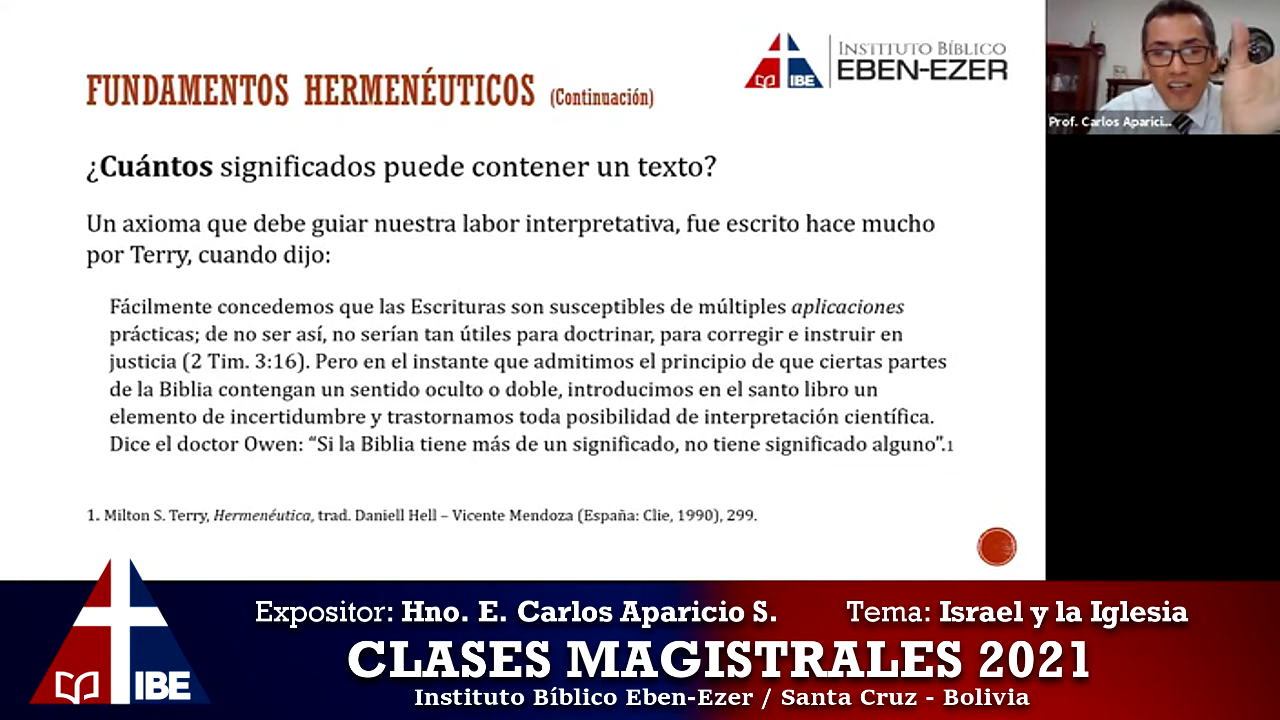 INSTITUTO BÍBLICO
EBEN-EZER
IBE
FUNDAMENTOS HERMENÉUTICOS (Continuación)
Prof. Carlos Aparici...
¿Cuántos significados puede contener un texto?
Un axioma que debe guiar nuestra labor interpretativa, fue escrito hace mucho
por Terry, cuando dijo:
Fácilmente concedemos que las Escrituras son susceptibles de múltiples aplicaciones
prácticas; de no ser así, no serían tan útiles para doctrinar, para corregir e instruir en
justicia (2 Tim. 3:16). Pero en el instante que admitimos el principio de que ciertas partes
de la Biblia contengan un sentido oculto o doble, introducimos en el santo libro un
elemento de incertidumbre y trastornamos toda posibilidad de interpretación científica.
Dice el doctor Owen: “Si la Biblia tiene más de un significado, no tiene significado alguno”.1
1. Milton S. Terry, Hermenéutica, trad. Daniell Hell – Vicente Mendoza (España: Clie, 1990), 299.
Expositor: Hno. E. Carlos Aparicio S. Tema: Israel y la Iglesia
CLASES MAGISTRALES 2021
IBE
Instituto Bíblico Eben-Ezer / Santa Cruz - Bolivia